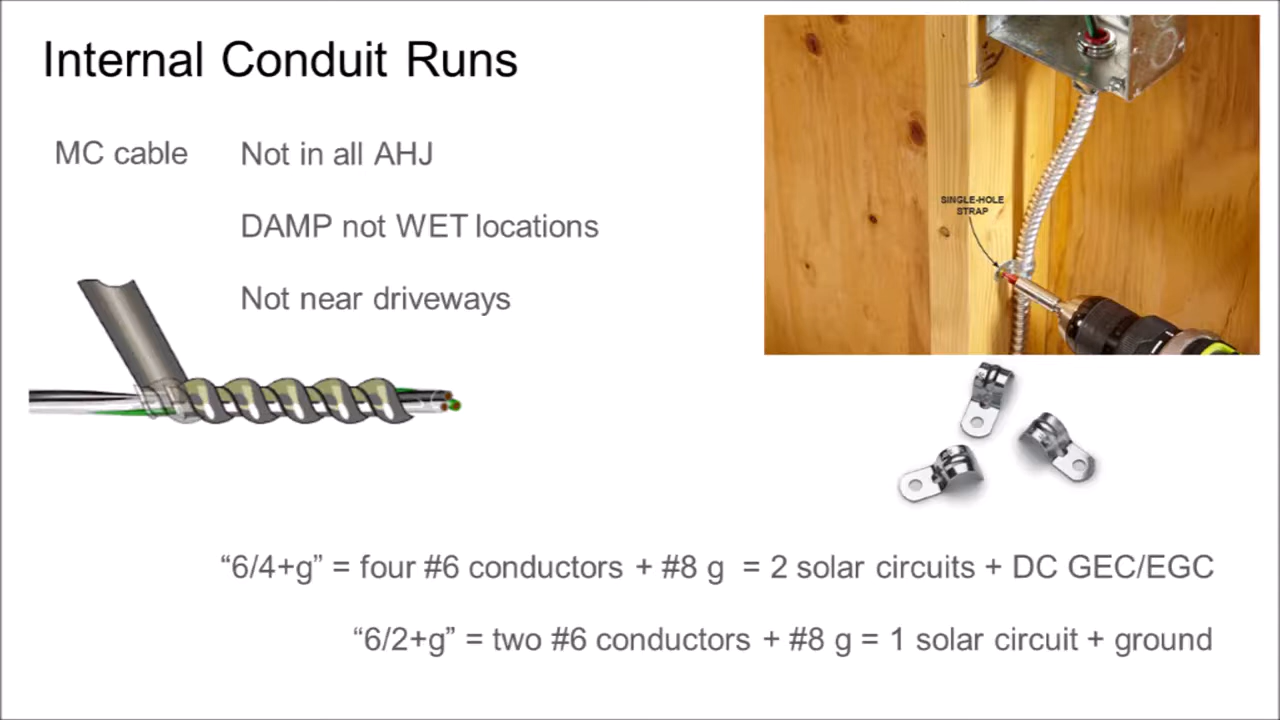 Internal Conduit Runs
MC cable
Not in all AHJ
DAMP not WET locations
Not near driveways
SINGLE-HOLE
STRAP
“6/4+g” = four #6 conductors + #8 g = 2 solar circuits + DC GEC/EGC
“6/2+g” = two #6 conductors + #8 g = 1 solar circuit + ground